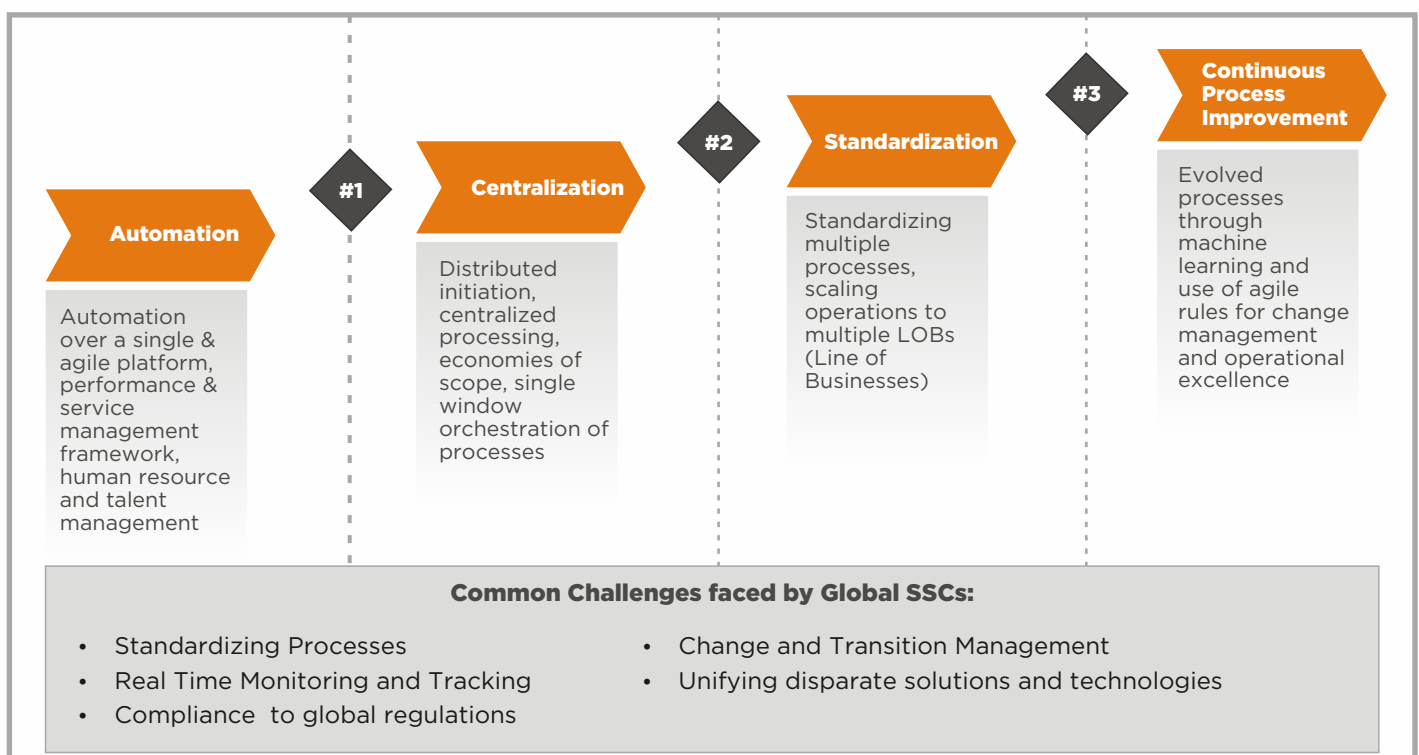 Automation
Automation
over a single &
agile platform,
performance &
service
management
framework,
human resource
and talent
management
#1
Centralization
Distributed
initiation,
centralized
processing,
economies of
scope, single
window
orchestration of
processes
#2
Standardization
Standardizing
multiple
processes,
scaling
operations to
multiple LOBs
(Line of
Businesses)
#3
Continuous
Process
Improvement
Evolved
processes
through
machine
learning and
use of agile
rules for change
management
and operational
excellence
Common Challenges faced by Global SSCs:
• Standardizing Processes
• Real Time Monitoring and Tracking
• Compliance  to global regulations
• Change and Transition Management
• Unifying disparate solutions and technologies